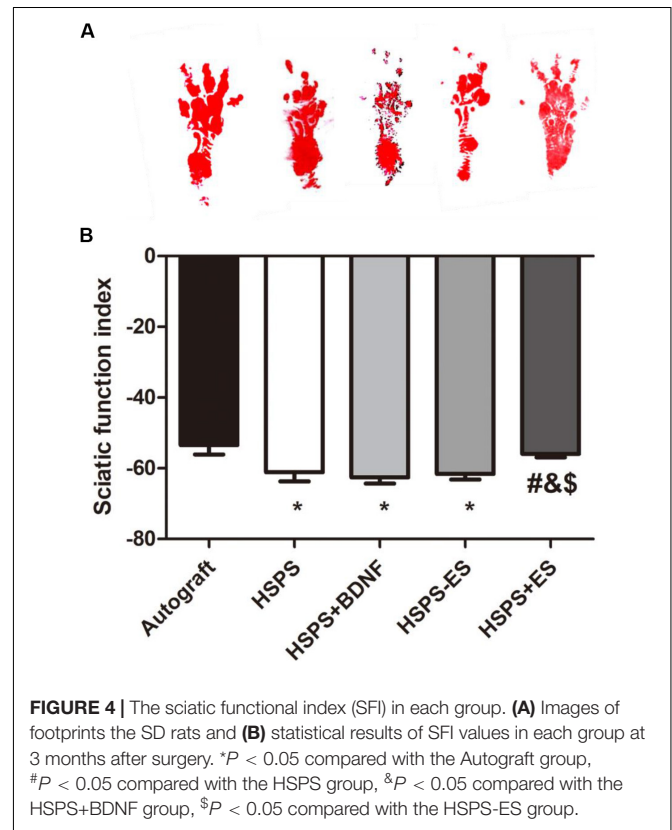 A
B
Sciatic function index
0
-20
-40
-60
-80
*
*
*
#&$
Autograft
HSPS
HSPS+BDNF
HSPS-ES
HSPS+ES
FIGURE 4 | The sciatic functional index (SFI) in each group. (A) Images of
footprints the SD rats and (B) statistical results of SFI values in each group at
3 months after surgery. *P < 0.05 compared with the Autograft group,
#P < 0.05 compared with the HSPS group, &P < 0.05 compared with the
HSPS+BDNF group, $P < 0.05 compared with the HSPS-ES group.